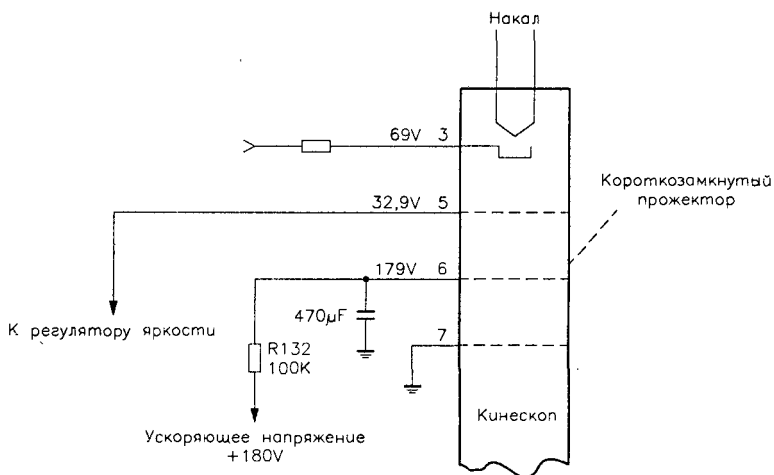 Накал
69V 3
Короткозамкнутый
прожектор
32,9V 5
179V 6
К регулятору яркости
470µF
7
R132
100K
Кинескоп
Ускоряющее напряжение
+180V